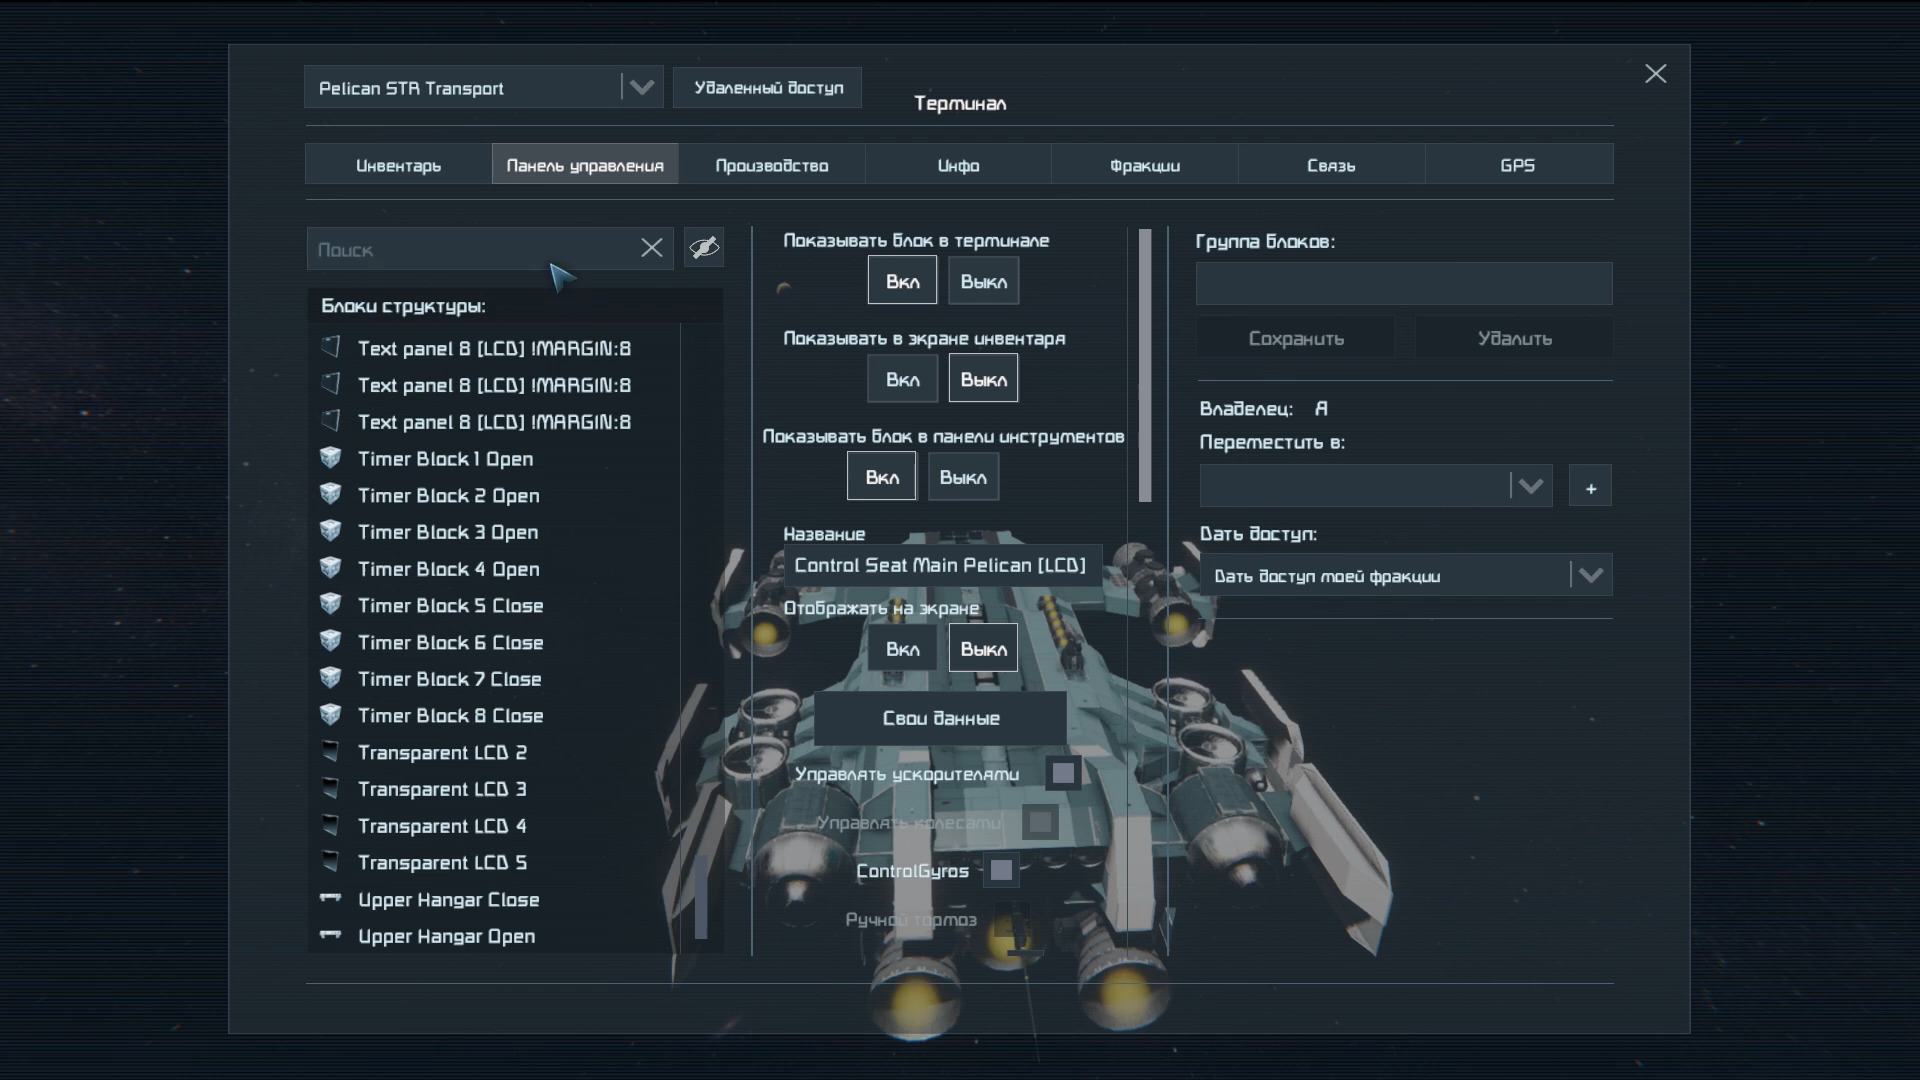 Pelican STR Transport
Удаленный доступ
Терминал
Инвентарь
Панель управления
Производство
Инфо
Фракции
Связь
GPS
Поиск
Блоки структуры:
Text panel 8 [LCD] !MARGIN:8
Text panel 8 [LCD] !MARGIN:8
Text panel 8 [LCD] !MARGIN:8
Timer Block 1 Open
Timer Block 2 Open
Timer Block 3 Open
Timer Block 4 Open
Timer Block 5 Close
Timer Block 6 Close
Timer Block 7 Close
Timer Block 8 Close
Transparent LCD 2
Transparent LCD 3
Transparent LCD 4
Transparent LCD 5
Upper Hangar Close
Upper Hangar Open
Показывать блок в терминале
Вкл Выкл
Показывать в экране инвентаря
Вкл Выкл
Показывать блок в панели инструментов
Вкл Выкл
Название
Control Seat Main Pelican [LCD]
Отображать на экране
Вкл Выкл
Свои данные
Управлять ускорителями
Управлять колесами
ControlGyros
Ручной тормоз
Группа блоков:
Сохранить Удалить
Владелец: A
Переместить в:
+
Дать доступ:
Дать доступ моей фракции